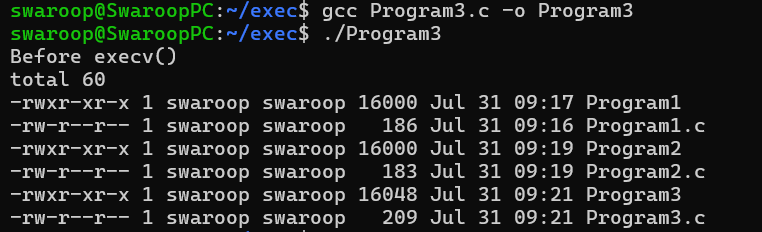 swaroop@SwaroopPC:~/exec$ gcc Program3.c -o Program3
swaroop@SwaroopPC:~/exec$ ./Program3
Before execv()
total 60
-rwxr-xr-x 1 swaroop swaroop 16000 Jul 31 09:17 Program1
-rw-r--r-- 1 swaroop swaroop   186 Jul 31 09:16 Program1.c
-rwxr-xr-x 1 swaroop swaroop 16000 Jul 31 09:19 Program2
-rw-r--r-- 1 swaroop swaroop   183 Jul 31 09:19 Program2.c
-rwxr-xr-x 1 swaroop swaroop 16048 Jul 31 09:21 Program3
-rw-r--r-- 1 swaroop swaroop   209 Jul 31 09:21 Program3.c